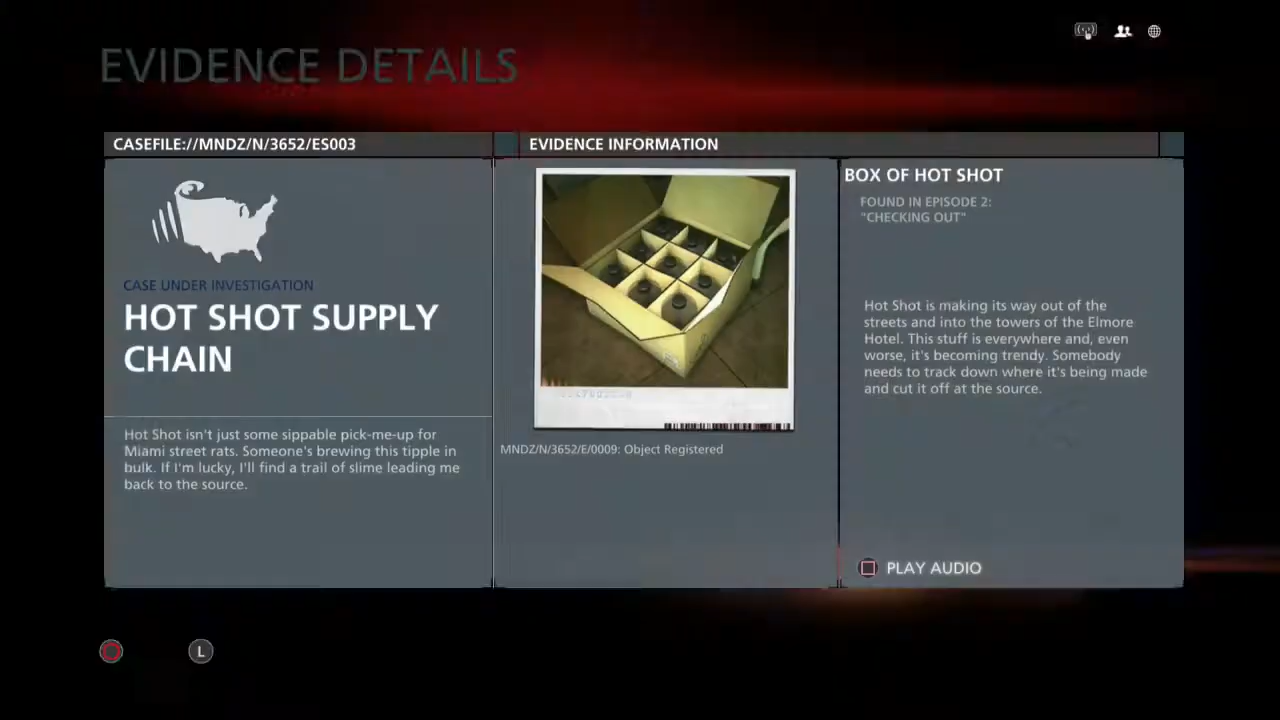 EVIDENCE DETAILS
CASEFILE://MNDZ/N/3652/ES003
CASE UNDER INVESTIGATION
HOT SHOT SUPPLY
CHAIN
Hot Shot isn't just some sippable pick-me-up for
Miami street rats. Someone's brewing this tipple in
bulk. If I'm lucky, I'll find a trail of slime leading me
back to the source.
EVIDENCE INFORMATION
MNDZ/N/3652/E/0009: Object Registered
BOX OF HOT SHOT
FOUND IN EPISODE 2:
"CHECKING OUT"
Hot Shot is making its way out of the
streets and into the towers of the Elmore
Hotel. This stuff is everywhere and, even
worse, it's becoming trendy. Somebody
needs to track down where it's being made
and cut it off at the source.
PLAY AUDIO
L